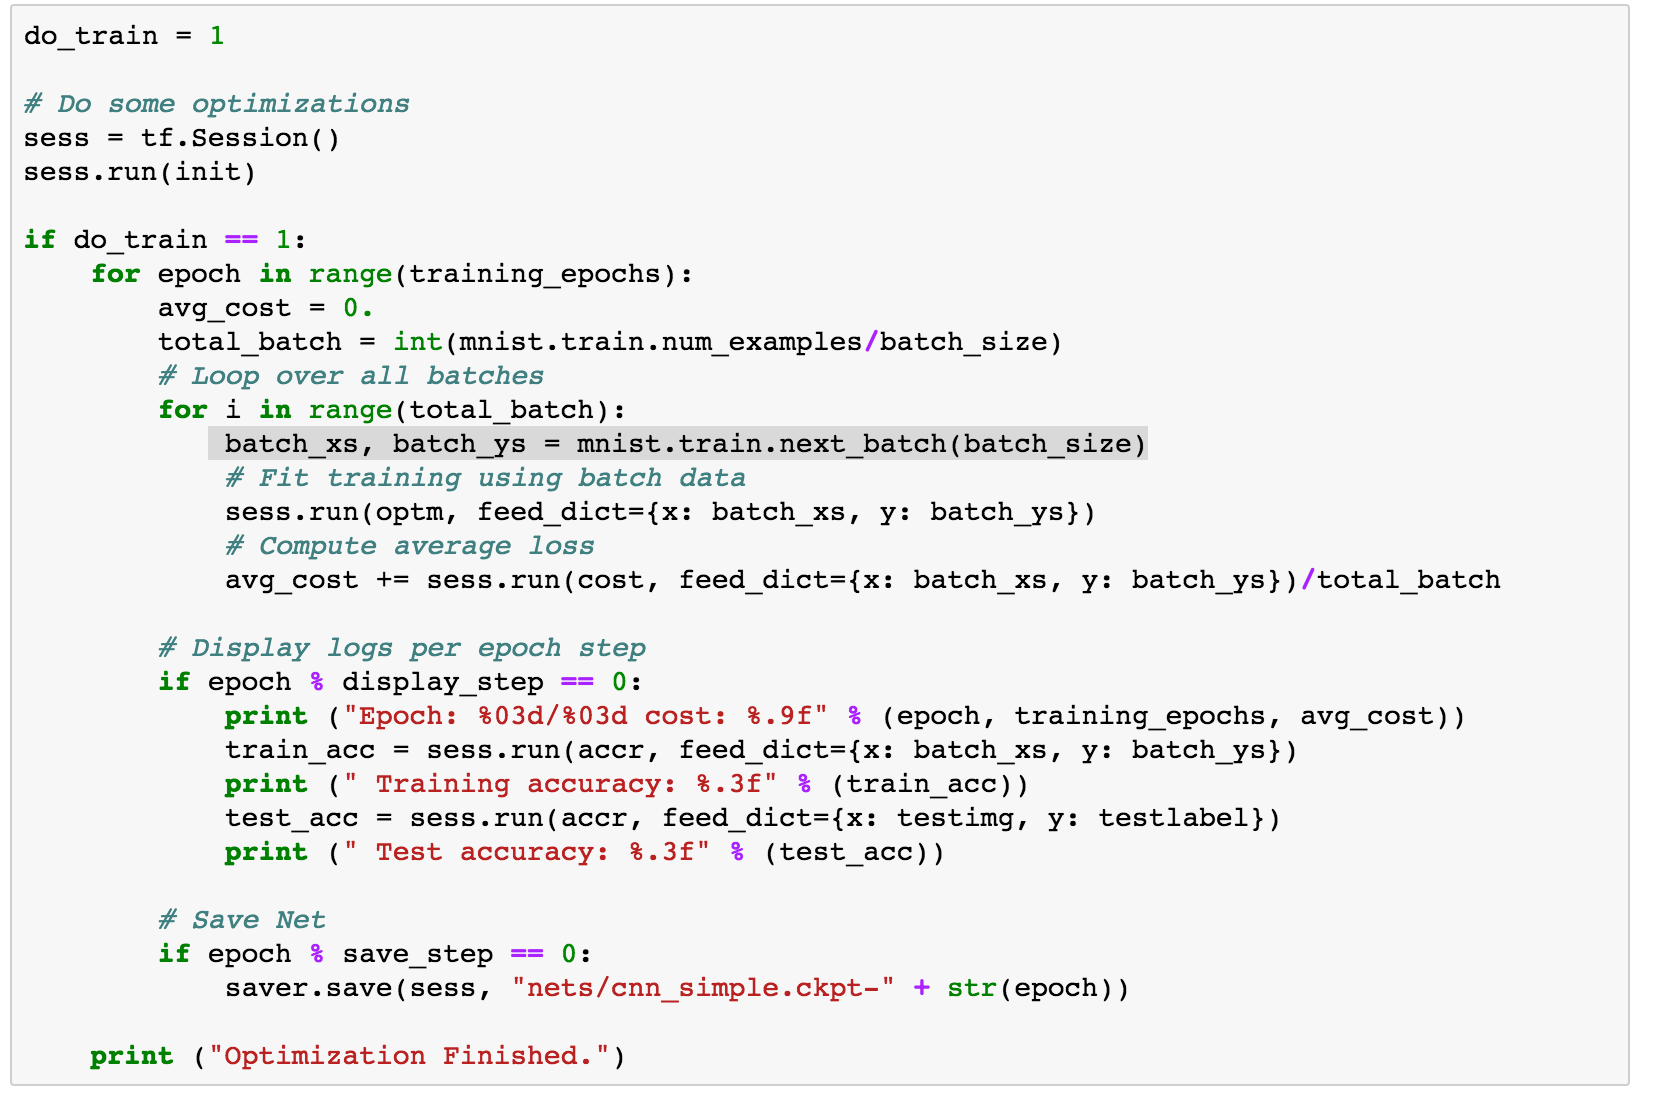 do_train = 1

# Do some optimizations
sess = tf.Session()
sess.run(init)

if do_train == 1:
    for epoch in range(training_epochs):
        avg_cost = 0.
        total_batch = int(mnist.train.num_examples/batch_size)
        # Loop over all batches
        for i in range(total_batch):
            batch_xs, batch_ys = mnist.train.next_batch(batch_size)
            # Fit training using batch data
            sess.run(optm, feed_dict={x: batch_xs, y: batch_ys})
            # Compute average loss
            avg_cost += sess.run(cost, feed_dict={x: batch_xs, y: batch_ys})/total_batch

        # Display logs per epoch step
        if epoch % display_step == 0:
            print ("Epoch: %03d/%03d cost: %.9f" % (epoch, training_epochs, avg_cost))
            train_acc = sess.run(accr, feed_dict={x: batch_xs, y: batch_ys})
            print (" Training accuracy: %.3f" % (train_acc))
            test_acc = sess.run(accr, feed_dict={x: testimg, y: testlabel})
            print (" Test accuracy: %.3f" % (test_acc))

        # Save Net
        if epoch % save_step == 0:
            saver.save(sess, "nets/cnn_simple.ckpt-" + str(epoch))

    print ("Optimization Finished.")